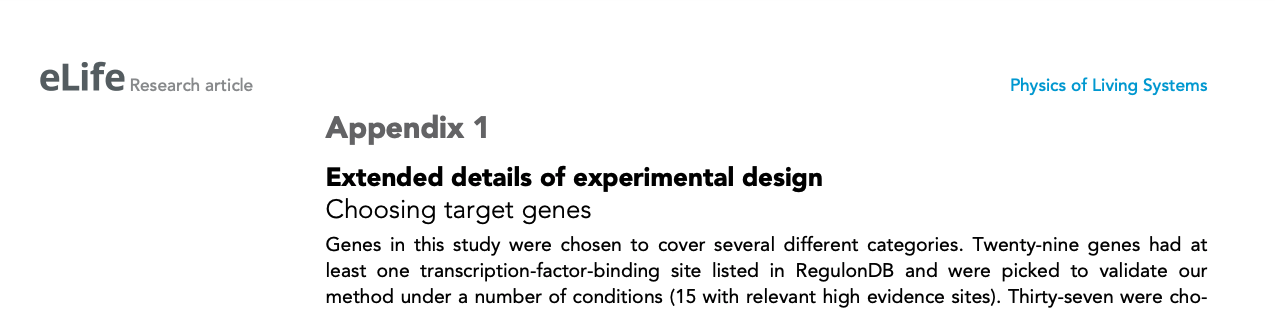 eLife Research article Physics of Living Systems
Appendix 1
Extended details of experimental design
Choosing target genes
Genes in this study were chosen to cover several different categories. Twenty-nine genes had at
least one transcription-factor-binding site listed in RegulonDB and were picked to validate our
method under a number of conditions (15 with relevant high evidence sites). Thirty-seven were cho-